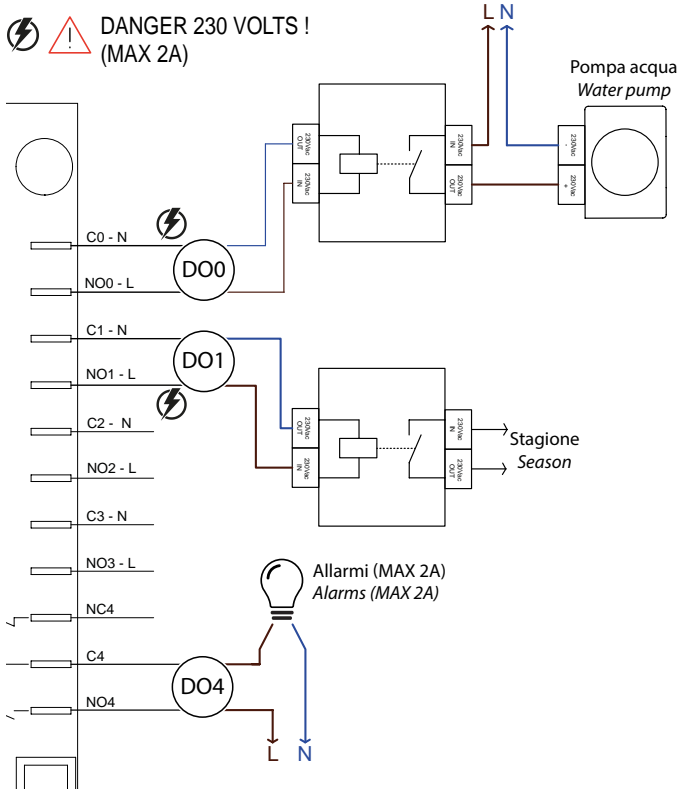 DANGER 230 VOLTS !
(MAX 2A)
L N
Pompa acqua
Water pump
230Vac
OUT
230Vac
IN
230Vac
IN
230Vac
OUT
230Vac
-
230Vac
+
C0 - N
DO0
NO0 - L
C1 - N
DO1
NO1 - L
C2 - N
NO2 - L
C3 - N
NO3 - L
NC4
C4
DO4
NO4
230Vac
OUT
230Vac
IN
230Vac
IN
230Vac
OUT
Stagione
Season
Allarmi (MAX 2A)
Alarms (MAX 2A)
L N